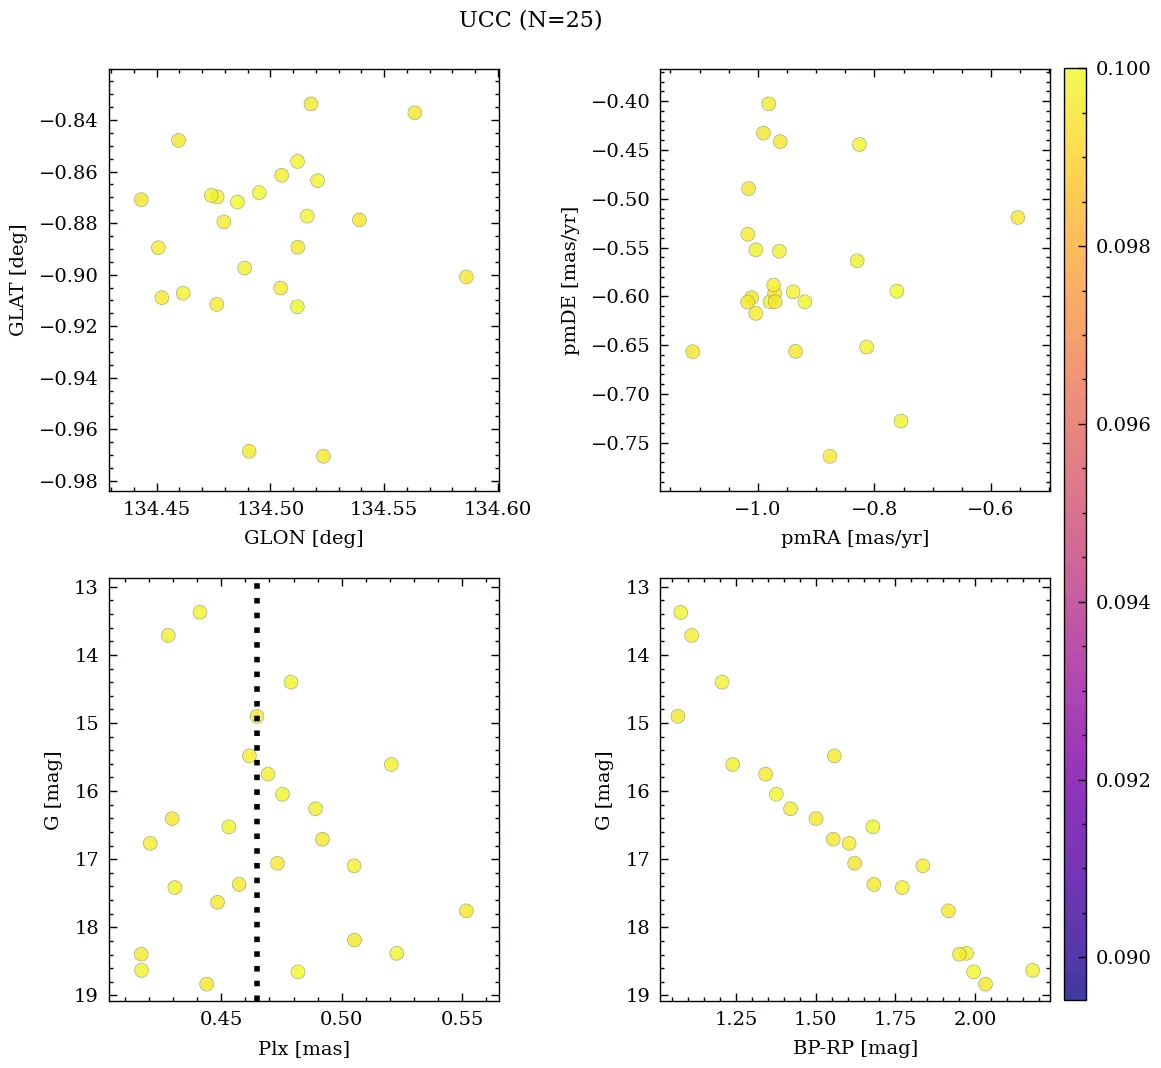 UCC (N=25)
−0.84
−0.86
−0.88
−0.90
−0.92
−0.94
−0.96
−0.98
GLAT [deg]
134.45 134.50 134.55 134.60
GLON [deg]
−0.40
−0.45
−0.50
−0.55
−0.60
−0.65
−0.70
−0.75
pmDE [mas/yr]
−1.0 −0.8 −0.6
pmRA [mas/yr]
13
14
15
16
17
18
19
G [mag]
0.45 0.50 0.55
Plx [mas]
13
14
15
16
17
18
19
G [mag]
1.25 1.50 1.75 2.00
BP-RP [mag]
0.100
0.098
0.096
0.094
0.092
0.090